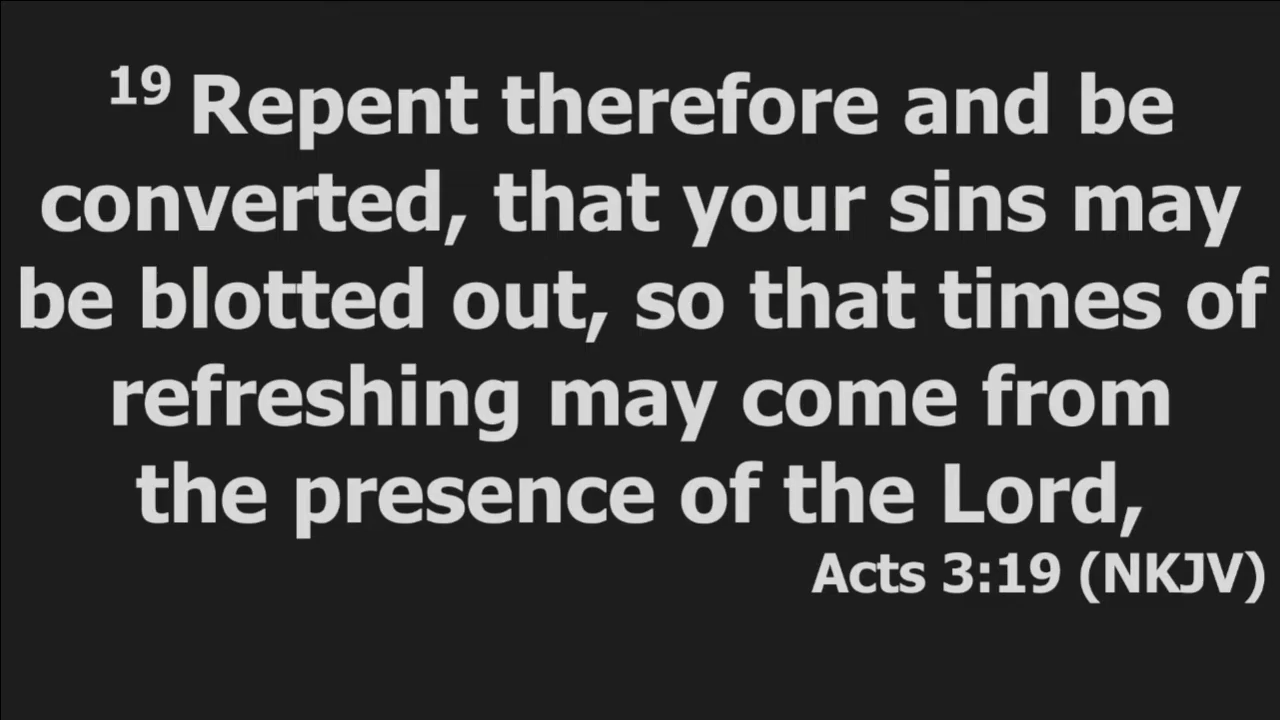 19 Repent therefore and be
converted, that your sins may
be blotted out, so that times of
refreshing may come from
the presence of the Lord,
Acts 3:19 (NKJV)